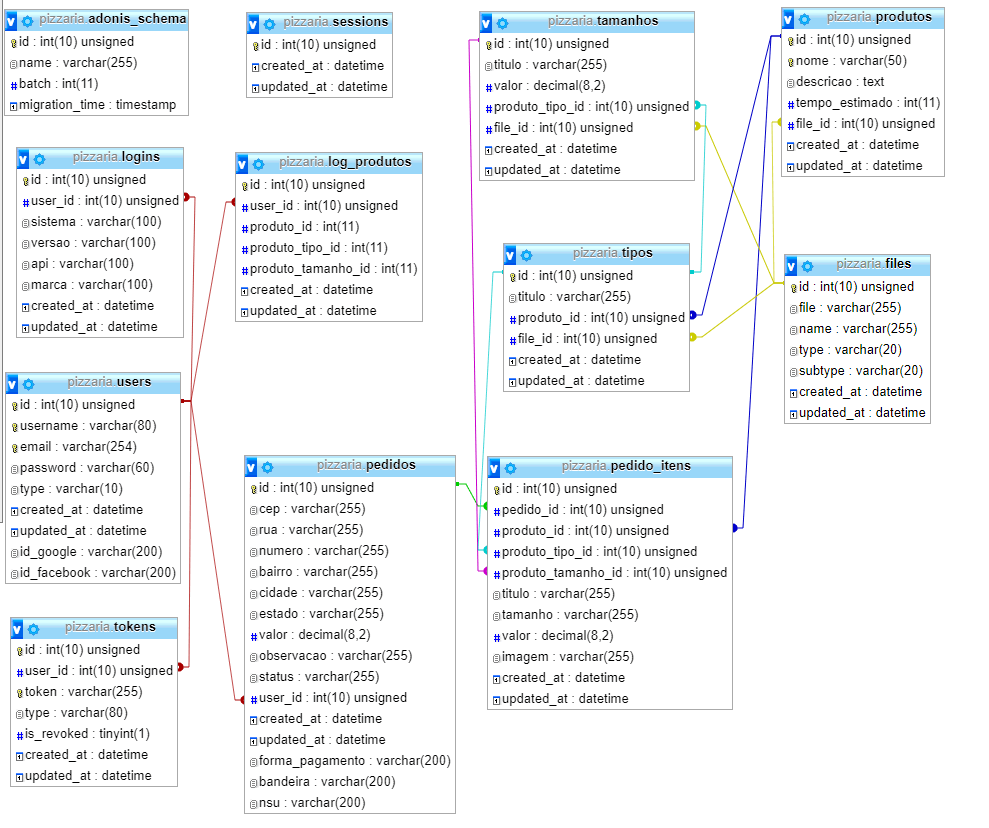 pizzaria adonis_schema
id : int(10) unsigned
name : varchar(255)
batch : int(11)
migration_time : timestamp
pizzaria sessions
id : int(10) unsigned
created_at : datetime
updated_at : datetime
pizzaria tamanhos
id : int(10) unsigned
titulo : varchar(255)
valor : decimal(8,2)
produto_tipo_id : int(10) unsigned
file_id : int(10) unsigned
created_at : datetime
updated_at : datetime
pizzaria produtos
id : int(10) unsigned
nome : varchar(50)
descricao : text
tempo_estimado : int(11)
file_id : int(10) unsigned
created_at : datetime
updated_at : datetime
pizzaria logins
id : int(10) unsigned
user_id : int(10) unsigned
sistema : varchar(100)
versao : varchar(100)
api : varchar(100)
marca : varchar(100)
created_at : datetime
updated_at : datetime
pizzaria log_produtos
id : int(10) unsigned
user_id : int(10) unsigned
produto_id : int(11)
produto_tipo_id : int(11)
produto_tamanho_id : int(11)
created_at : datetime
updated_at : datetime
pizzaria tipos
id : int(10) unsigned
titulo : varchar(255)
produto_id : int(10) unsigned
file_id : int(10) unsigned
created_at : datetime
updated_at : datetime
pizzaria files
id : int(10) unsigned
file : varchar(255)
name : varchar(255)
type : varchar(20)
subtype : varchar(20)
created_at : datetime
updated_at : datetime
pizzaria users
id : int(10) unsigned
username : varchar(80)
email : varchar(254)
password : varchar(60)
type : varchar(10)
created_at : datetime
updated_at : datetime
id_google : varchar(200)
id_facebook : varchar(200)
pizzaria pedidos
id : int(10) unsigned
cep : varchar(255)
rua : varchar(255)
numero : varchar(255)
bairro : varchar(255)
cidade : varchar(255)
estado : varchar(255)
valor : decimal(8,2)
observacao : varchar(255)
status : varchar(255)
user_id : int(10) unsigned
created_at : datetime
updated_at : datetime
forma_pagamento : varchar(200)
bandeira : varchar(200)
nsu : varchar(200)
pizzaria pedido_itens
id : int(10) unsigned
pedido_id : int(10) unsigned
produto_id : int(10) unsigned
produto_tipo_id : int(10) unsigned
produto_tamanho_id : int(10) unsigned
titulo : varchar(255)
tamanho : varchar(255)
valor : decimal(8,2)
imagem : varchar(255)
created_at : datetime
updated_at : datetime
pizzaria tokens
id : int(10) unsigned
user_id : int(10) unsigned
token : varchar(255)
type : varchar(80)
is_revoked : tinyint(1)
created_at : datetime
updated_at : datetime